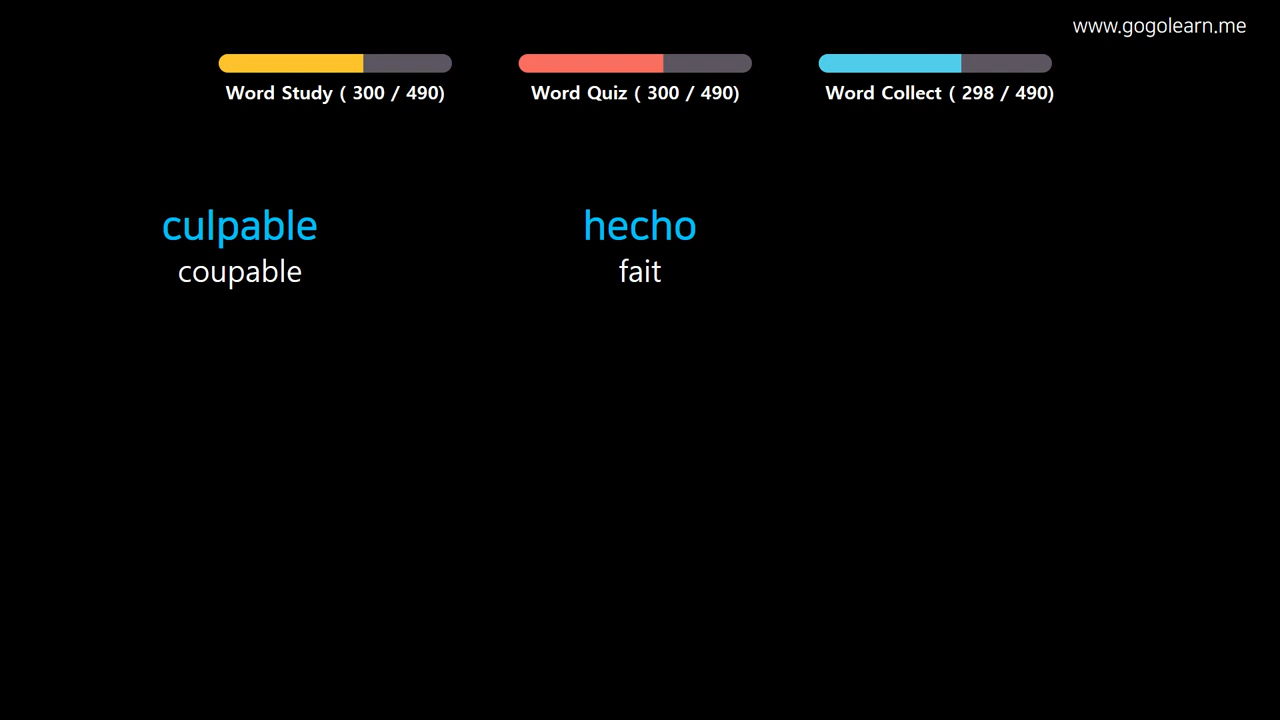 www.gogolearn.me
Word Study ( 300 / 490)
Word Quiz ( 300 / 490)
Word Collect ( 298 / 490)
culpable
coupable
hecho
fait